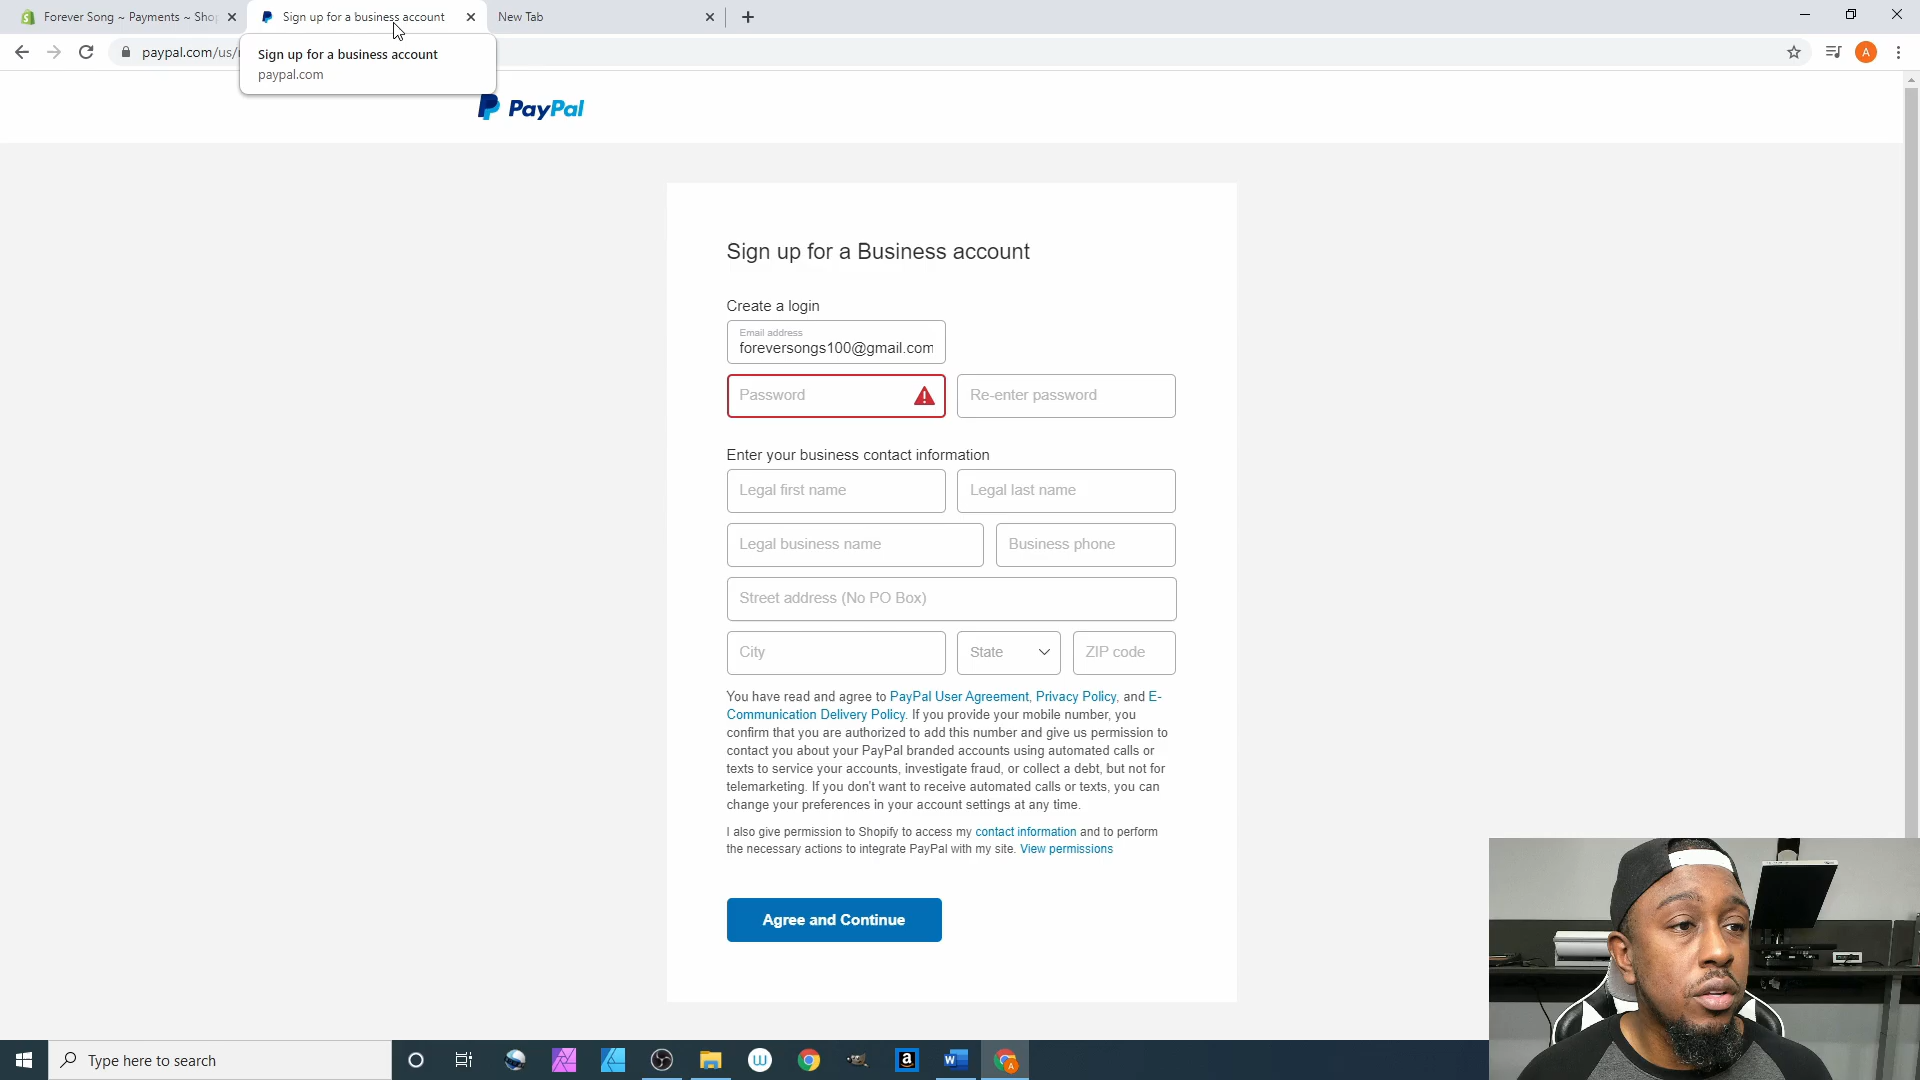 Forever Song ~ Payments ~ Sho
Sign up for a business account
New Tab
paypal.com/us/
A
Sign up for a business account
paypal.com
PayPal
Sign up for a Business account
Create a login
Email address
foreversongs100@gmail.com
Password
Re-enter password
Enter your business contact information
Legal first name
Legal last name
Legal business name
Business phone
Street address (No PO Box)
City
State
ZIP code
You have read and agree to PayPal User Agreement, Privacy Policy, and E-
Communication Delivery Policy. If you provide your mobile number, you
confirm that you are authorized to add this number and give us permission to
contact you about your PayPal branded accounts using automated calls or
texts to service your accounts, investigate fraud, or collect a debt, but not for
telemarketing. If you don't want to receive automated calls or texts, you can
change your preferences in your account settings at any time.
I also give permission to Shopify to access my contact information and to perform
the necessary actions to integrate PayPal with my site. View permissions
Agree and Continue
Type here to search